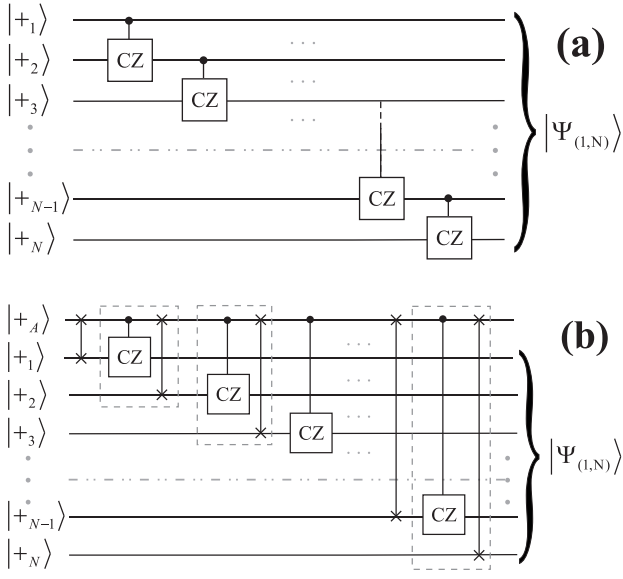 |+₁⟩
(a)
|+₂⟩ CZ ...
|+₃⟩ CZ ...
...
|Ψ₍₁,N₎⟩
|+N−1⟩ CZ
|+N⟩ CZ
|+A⟩
(b)
|+₁⟩ CZ
|+₂⟩ CZ ...
|+₃⟩ CZ ...
...
|Ψ₍₁,N₎⟩
|+N−1⟩ CZ
|+N⟩